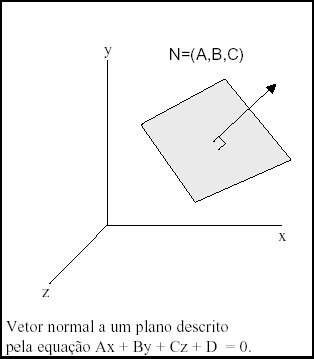 y
N=(A,B,C)
x
z
Vetor normal a um plano descrito
pela equação Ax + By + Cz + D = 0.